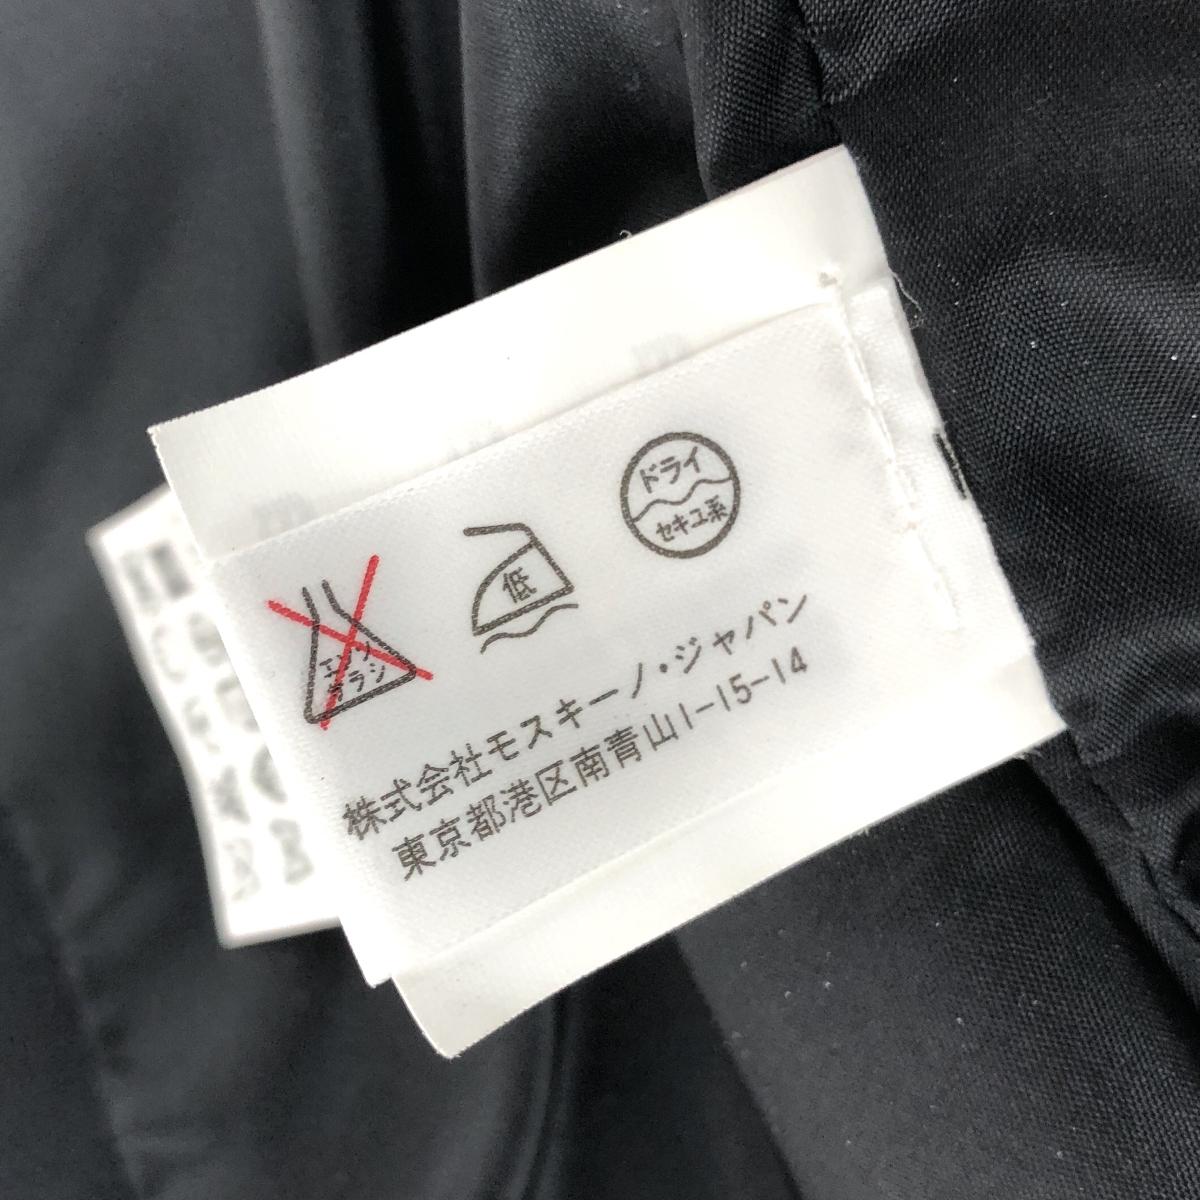 エンソ
サラシ
低
ドライ
セキユ系
株式会社モスキーノ・ジャパン
東京都港区南青山1-15-14